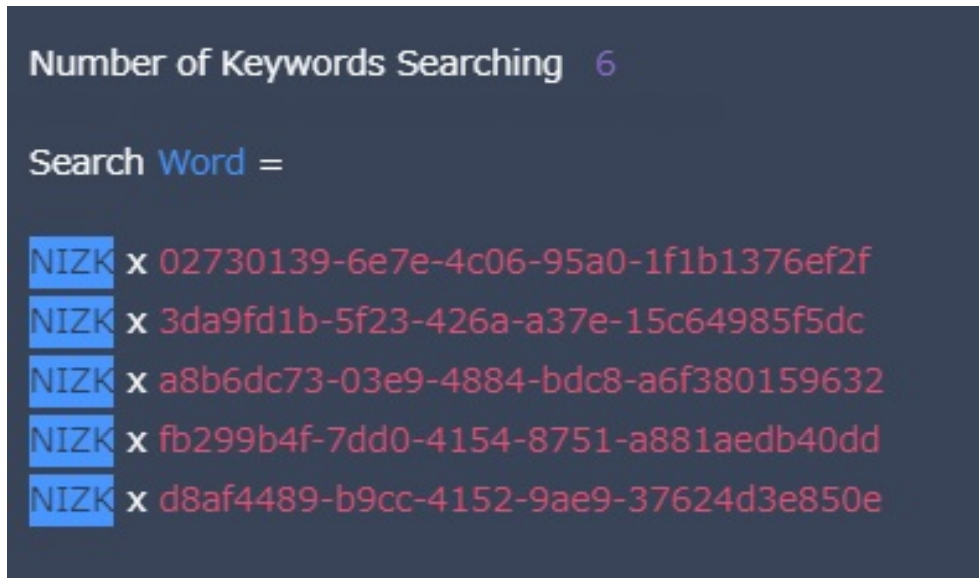 Number of Keywords Searching 6
Search Word =
NIZK x 02730139-6e7e-4c06-95a0-1f1b1376ef2f
NIZK x 3da9fd1b-5f23-426a-a37e-15c64985f5dc
NIZK x a8b6dc73-03e9-4884-bdc8-a6f380159632
NIZK x fb299b4f-7dd0-4154-8751-a881aedb40dd
NIZK x d8af4489-b9cc-4152-9ae9-37624d3e850e